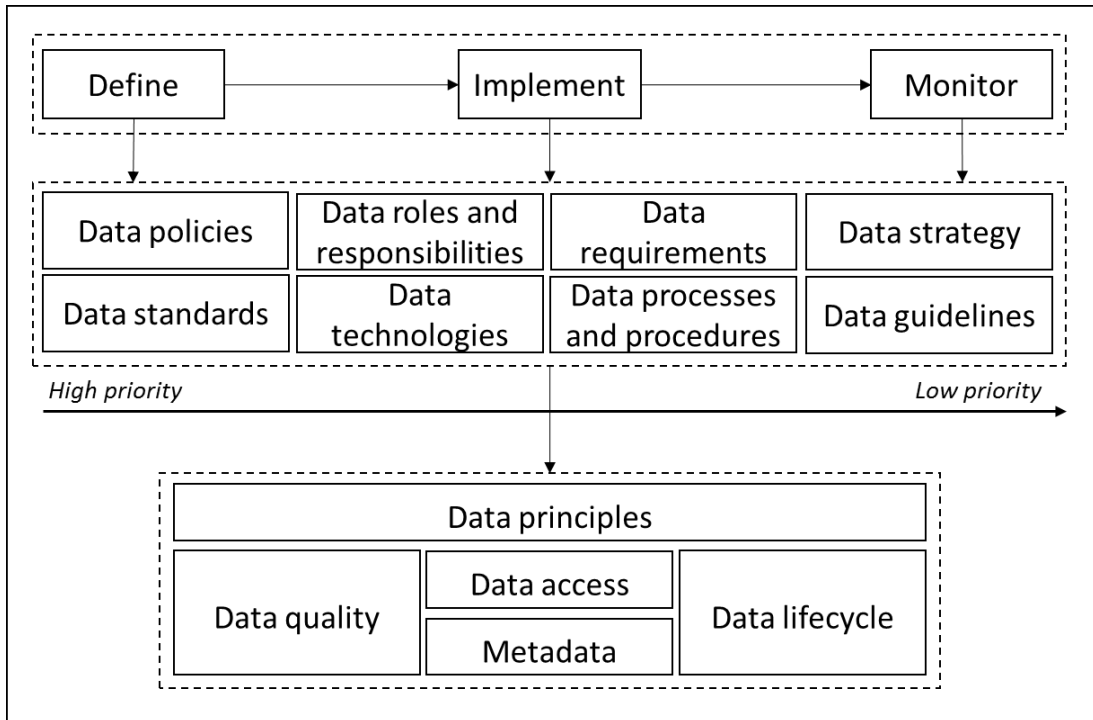 Define
Implement
Monitor
Data policies
Data roles and
responsibilities
Data
requirements
Data strategy
Data standards
Data
technologies
Data processes
and procedures
Data guidelines
High priority
Low priority
Data principles
Data quality
Data access
Metadata
Data lifecycle